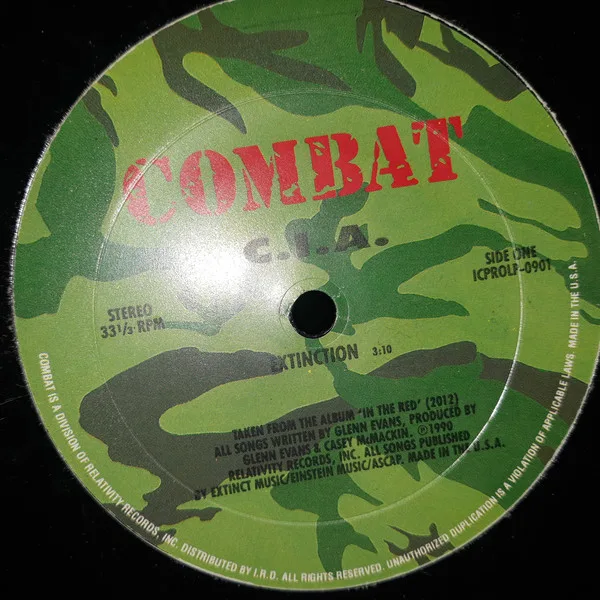 COMBAT
C.I.A.
STEREO
33⅓ RPM
SIDE ONE
ICPROLP-0901
EXTINCTION 3:10
TAKEN FROM THE ALBUM "IN THE RED" (2012)
ALL SONGS WRITTEN BY GLENN EVANS, PRODUCED BY
GLENN EVANS & CASEY McMACKIN. ℗1990
RELATIVITY RECORDS, INC. ALL SONGS PUBLISHED
BY EXTINCT MUSIC/EINSTEIN MUSIC/ASCAP. MADE IN THE U.S.A.
COMBAT IS A DIVISION OF RELATIVITY RECORDS, INC. DISTRIBUTED BY I.R.D. ALL RIGHTS RESERVED. UNAUTHORIZED DUPLICATION IS A VIOLATION OF APPLICABLE LAWS. MADE IN THE U.S.A.